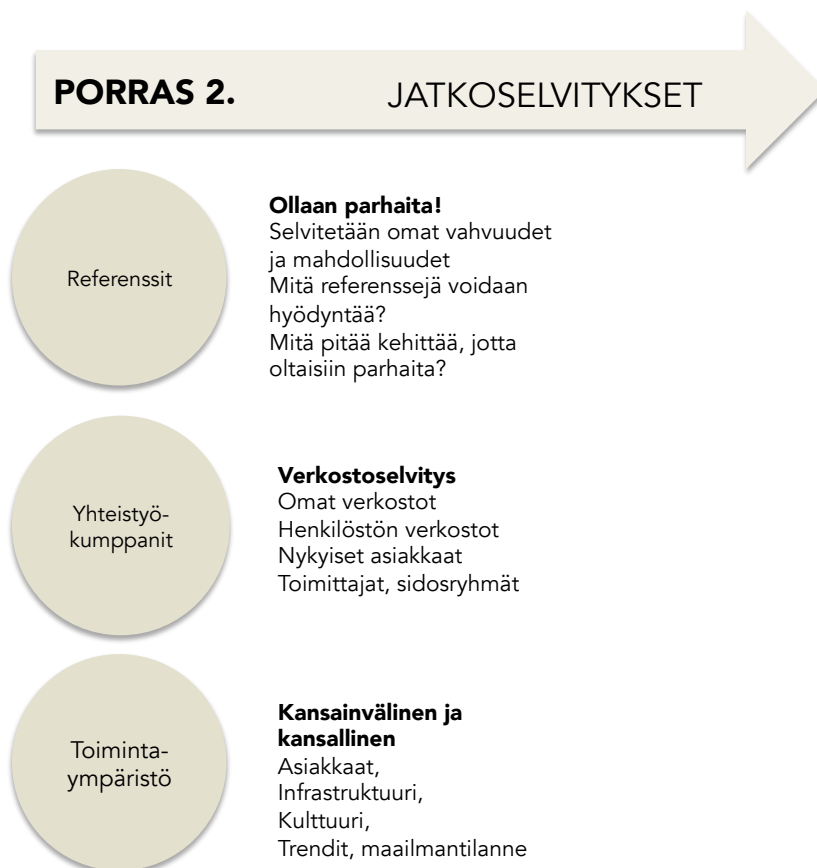 PORRAS 2. JATKOSELVITYKSET
Referenssit
Ollaan parhaita!
Selvitetään omat vahvuudet
ja mahdollisuudet
Mitä referenssejä voidaan
hyödyntää?
Mitä pitää kehittää, jotta
oltaisiin parhaita?
Yhteistyö-
kumppanit
Verkostoselvitys
Omat verkostot
Henkilöstön verkostot
Nykyiset asiakkaat
Toimittajat, sidosryhmät
Toiminta-
ympäristö
Kansainvälinen ja
kansallinen
Asiakkaat,
Infrastruktuuri,
Kulttuuri,
Trendit, maailmantilanne